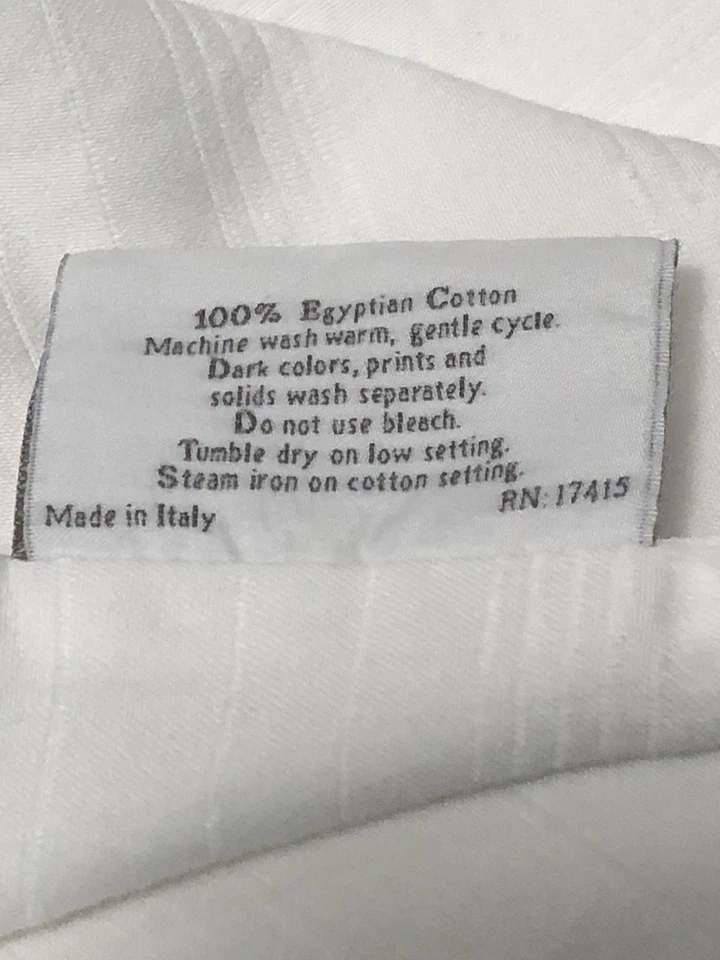 100% Egyptian Cotton
Machine wash warm, gentle cycle.
Dark colors, prints and
solids wash separately.
Do not use bleach.
Tumble dry on low setting.
Steam iron on cotton setting.
Made in Italy RN: 17415